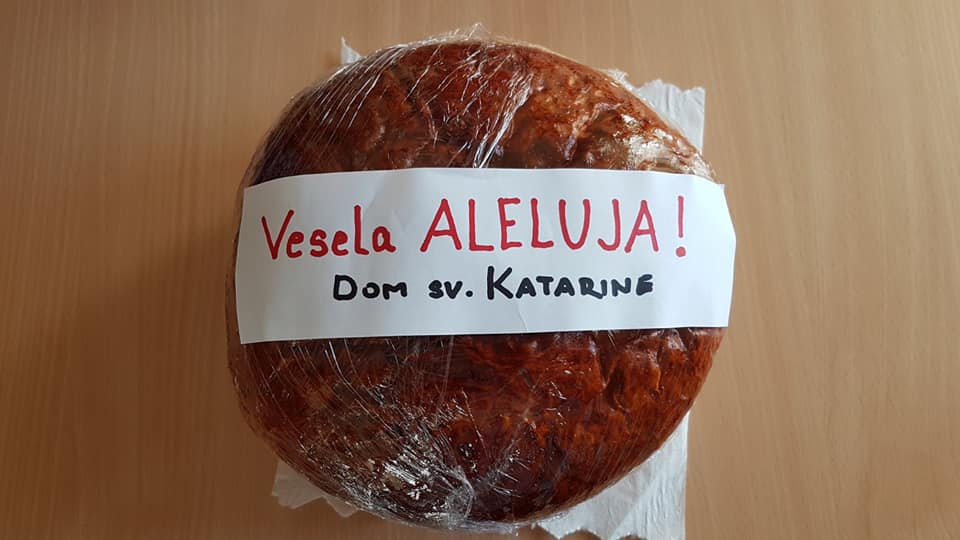 Vesela ALELUJA!
DOM SV. KATARINE